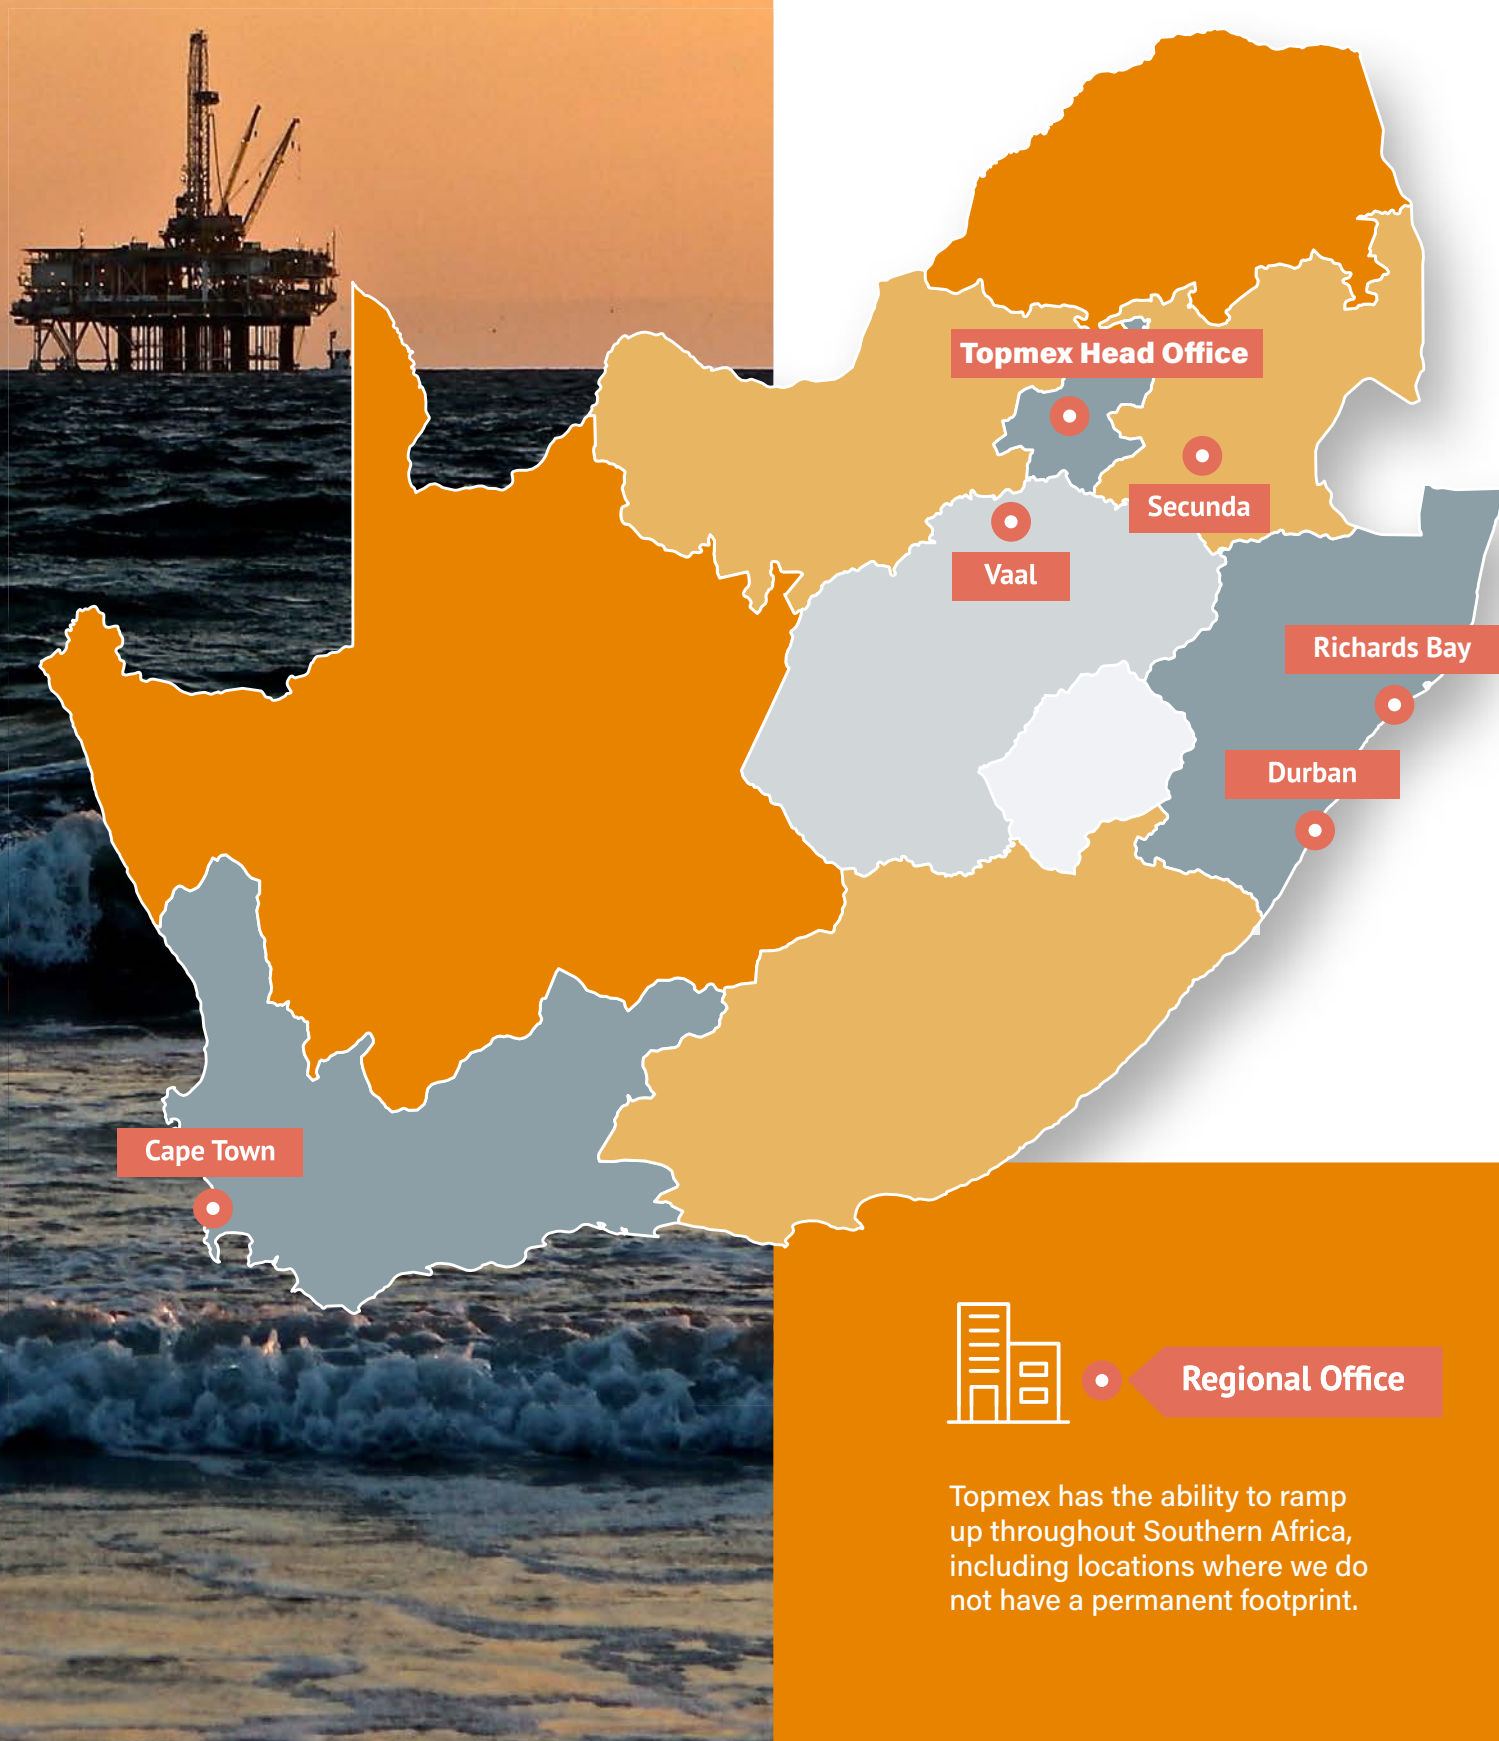 Topmex Head Office
Secunda
Vaal
Richards Bay
Durban
Cape Town
Regional Office
Topmex has the ability to ramp
up throughout Southern Africa,
including locations where we do
not have a permanent footprint.